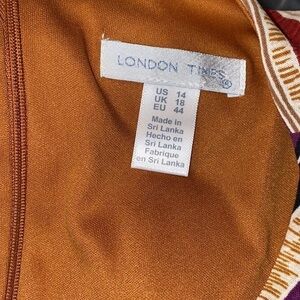 LONDON TIMES®
US 14
UK 18
EU 44
Made in
Sri Lanka
Hecho en
Sri Lanka
Fabrique
en Sri Lanka